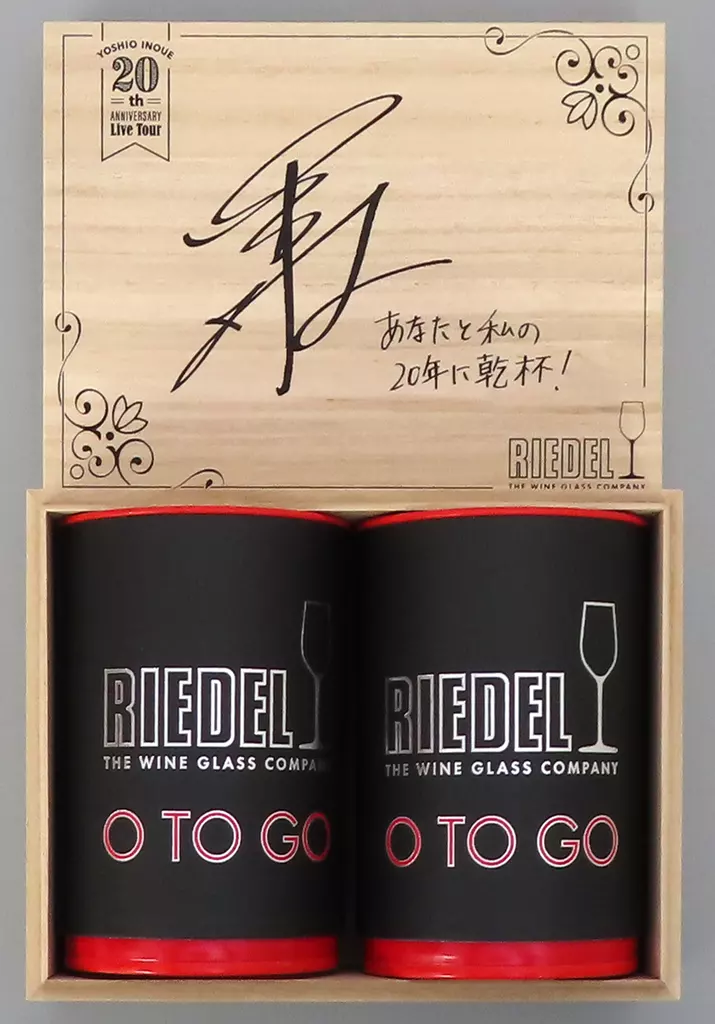 YOSHIO INOUE
20
th
ANNIVERSARY
Live Tour
あなたと私の
20年に乾杯!
RIEDEL
THE WINE GLASS COMPANY
RIEDEL
THE WINE GLASS COMPAN
O TO GO
RIEDEL
THE WINE GLASS COMPANY
O TO GO